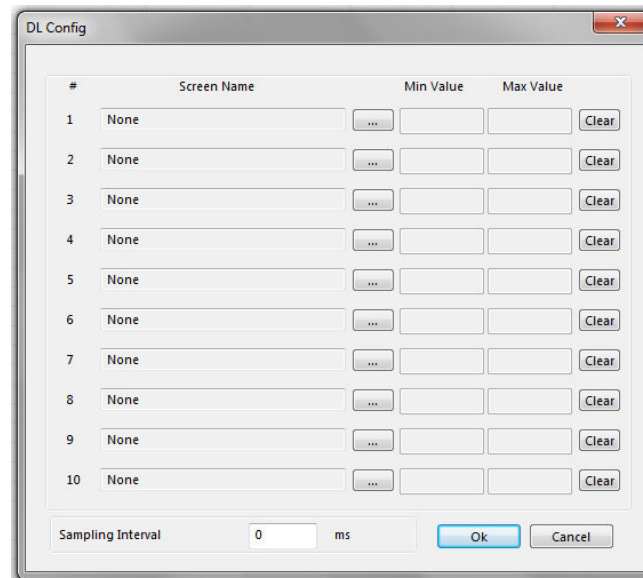 DL Config x
# Screen Name Min Value Max Value
1 None ... Clear
2 None ... Clear
3 None ... Clear
4 None ... Clear
5 None ... Clear
6 None ... Clear
7 None ... Clear
8 None ... Clear
9 None ... Clear
10 None ... Clear
Sampling Interval 0 ms Ok Cancel